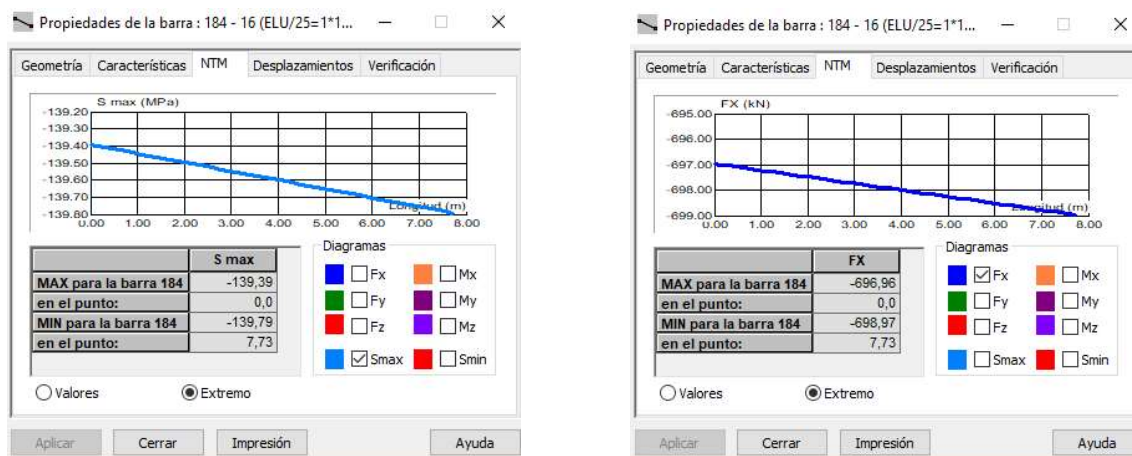 Propiedades de la barra : 184 - 16 (ELU/25=1*1...
Geometría Características NTM Desplazamientos Verificación
S max (MPa)
-139.20
-139.30
-139.40
-139.50
-139.60
-139.70
-139.80
Longitud (m)
0.00 1.00 2.00 3.00 4.00 5.00 6.00 7.00 8.00
S max
MAX para la barra 184 -139,39
en el punto: 0,0
MIN para la barra 184 -139,79
en el punto: 7,73
Diagramas
Fx Mx
Fy My
Fz Mz
Smax Smin
Valores Extremo
Aplicar Cerrar Impresión Ayuda
Propiedades de la barra : 184 - 16 (ELU/25=1*1...
Geometría Características NTM Desplazamientos Verificación
FX (kN)
-695.00
-696.00
-697.00
-698.00
-699.00
Longitud (m)
0.00 1.00 2.00 3.00 4.00 5.00 6.00 7.00 8.00
FX
MAX para la barra 184 -696,96
en el punto: 0,0
MIN para la barra 184 -698,97
en el punto: 7,73
Diagramas
Fx Mx
Fy My
Fz Mz
Smax Smin
Valores Extremo
Aplicar Cerrar Impresión Ayuda